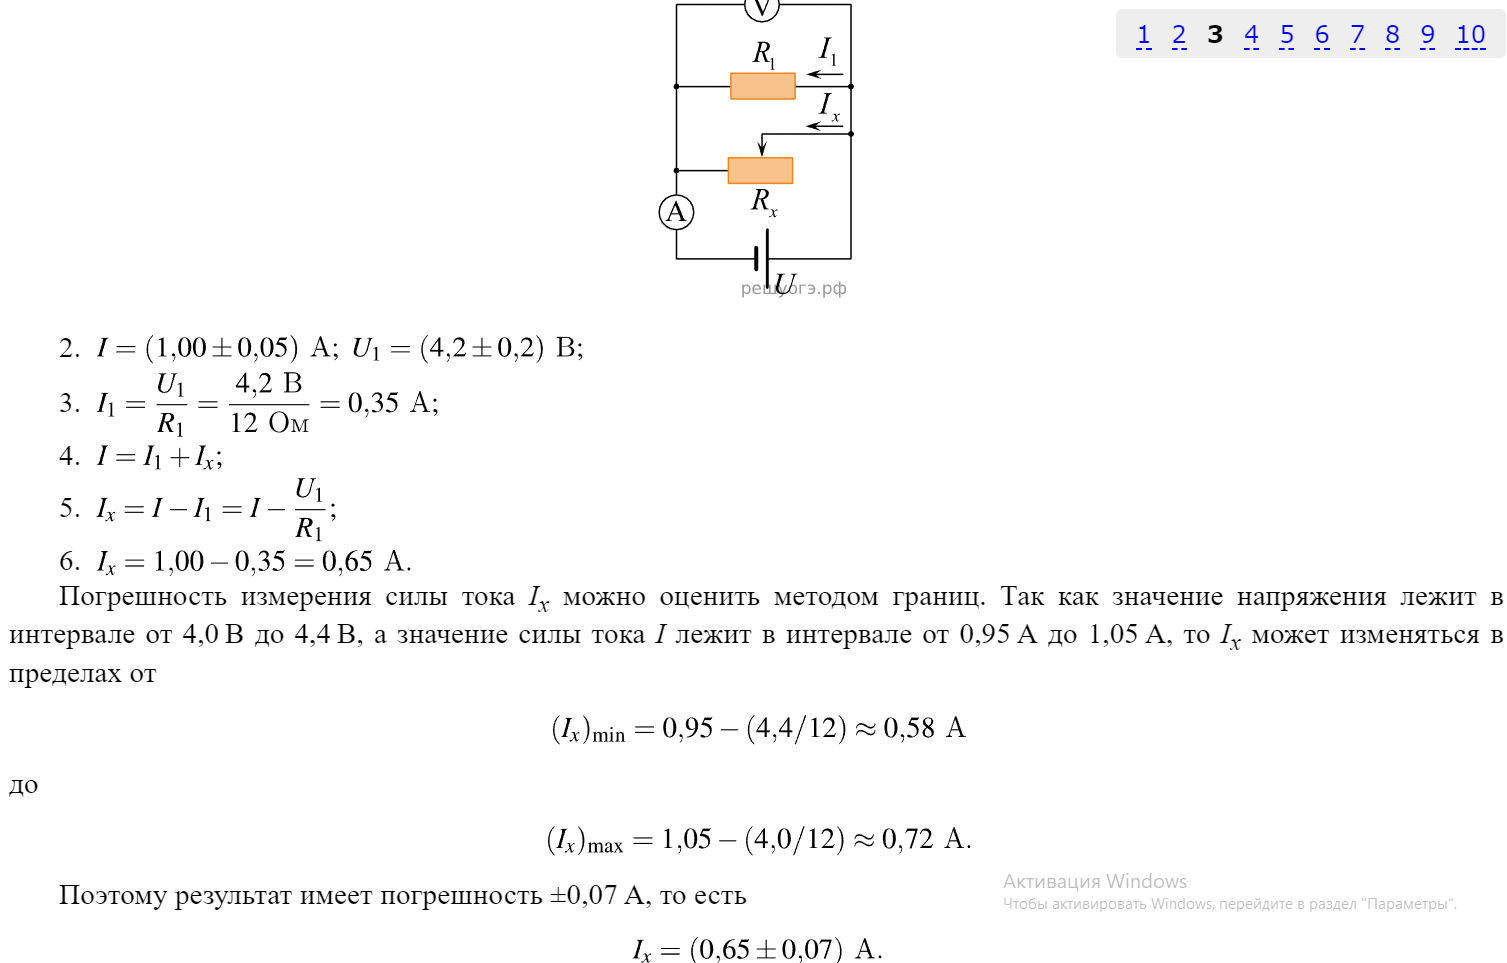 V
1 2 3 4 5 6 7 8 9 10
R₁ I₁
Iₓ
Rₓ
A
U
решуогэ.рф
2. I = (1,00 ± 0,05) А; U₁ = (4,2 ± 0,2) В;
3. I₁ = U₁/R₁ = 4,2 В/12 Ом = 0,35 А;
4. I = I₁ + Iₓ;
5. Iₓ = I − I₁ = I − U₁/R₁;
6. Iₓ = 1,00 − 0,35 = 0,65 А.
Погрешность измерения силы тока Iₓ можно оценить методом границ. Так как значение напряжения лежит в
интервале от 4,0 В до 4,4 В, а значение силы тока I лежит в интервале от 0,95 А до 1,05 А, то Iₓ может изменяться в
пределах от
(Iₓ)min = 0,95 − (4,4/12) ≈ 0,58 А
до
(Iₓ)max = 1,05 − (4,0/12) ≈ 0,72 А.
Поэтому результат имеет погрешность ±0,07 А, то есть
Iₓ = (0,65 ± 0,07) А.
Активация Windows
Чтобы активировать Windows, перейдите в раздел "Параметры".